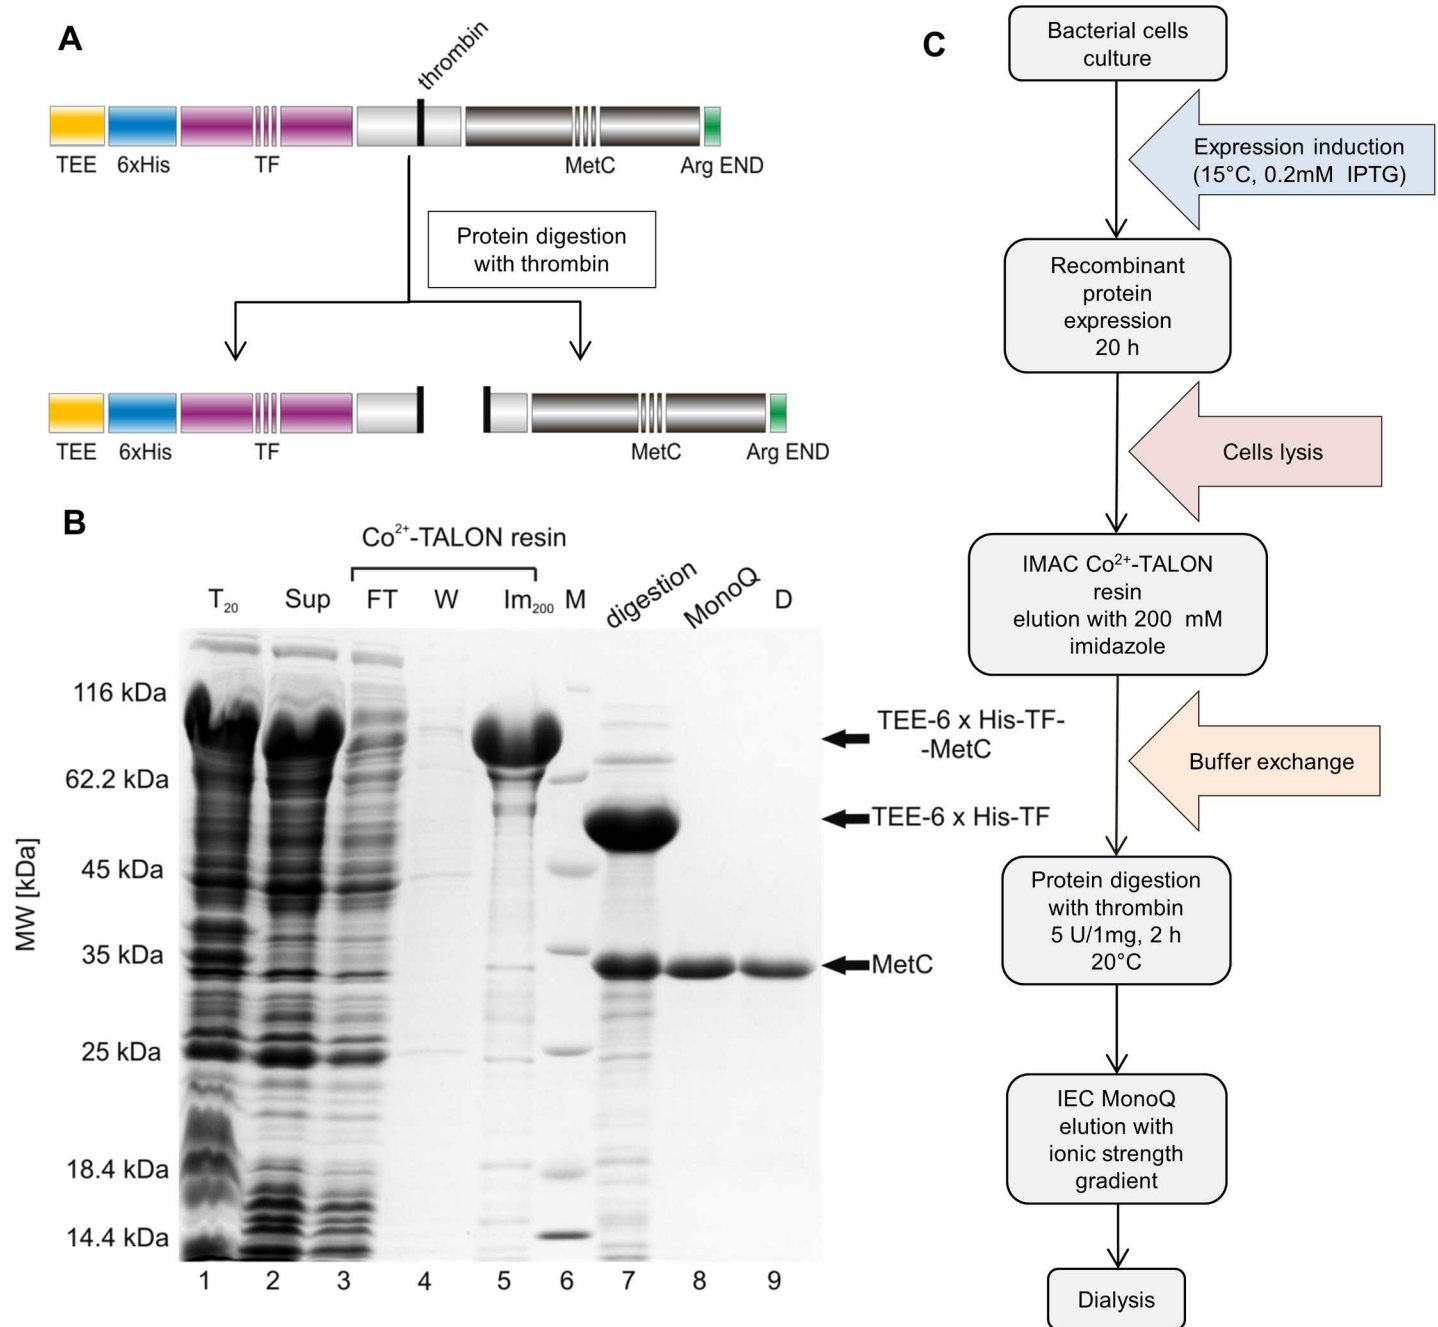 A
thrombin
TEE 6xHis TF MetC Arg END
Protein digestion
with thrombin
TEE 6xHis TF MetC Arg END
B
Co²⁺-TALON resin
T₂₀ Sup FT W Im₂₀₀ M digestion MonoQ D
MW [kDa]
116 kDa
62.2 kDa
45 kDa
35 kDa
25 kDa
18.4 kDa
14.4 kDa
TEE-6 x His-TF-
-MetC
TEE-6 x His-TF
MetC
1 2 3 4 5 6 7 8 9
C
Bacterial cells
culture
Expression induction
(15°C, 0.2mM IPTG)
Recombinant
protein
expression
20 h
Cells lysis
IMAC Co²⁺-TALON
resin
elution with 200 mM
imidazole
Buffer exchange
Protein digestion
with thrombin
5 U/1mg, 2 h
20°C
IEC MonoQ
elution with
ionic strength
gradient
Dialysis